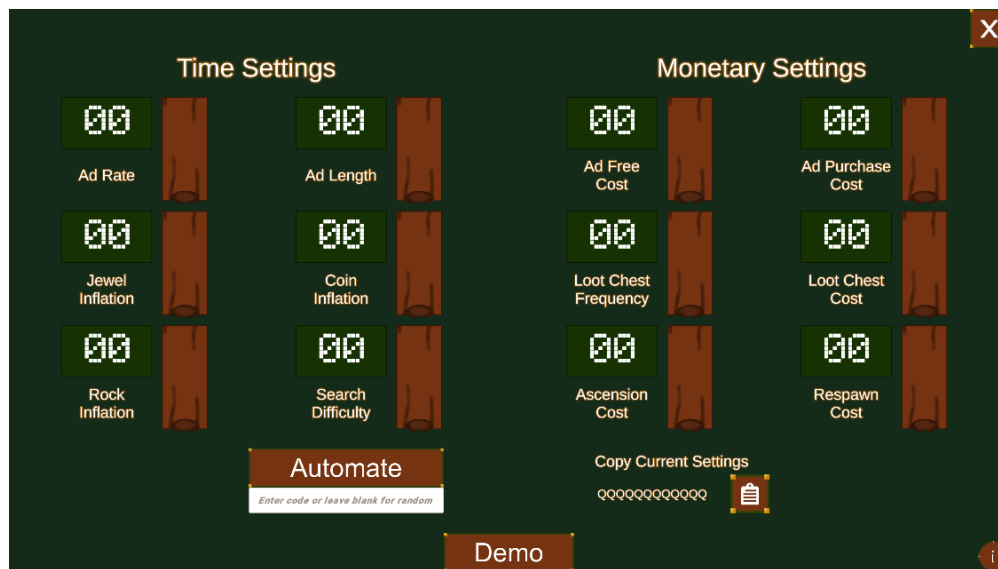 X
Time Settings
Monetary Settings
00
00
00
00
Ad Rate
Ad Length
Ad Free
Cost
Ad Purchase
Cost
00
00
00
00
Jewel
Inflation
Coin
Inflation
Loot Chest
Frequency
Loot Chest
Cost
00
00
00
00
Rock
Inflation
Search
Difficulty
Ascension
Cost
Respawn
Cost
Automate
Enter code or leave blank for random
Copy Current Settings
QQQQQQQQQQQQ
Demo
i